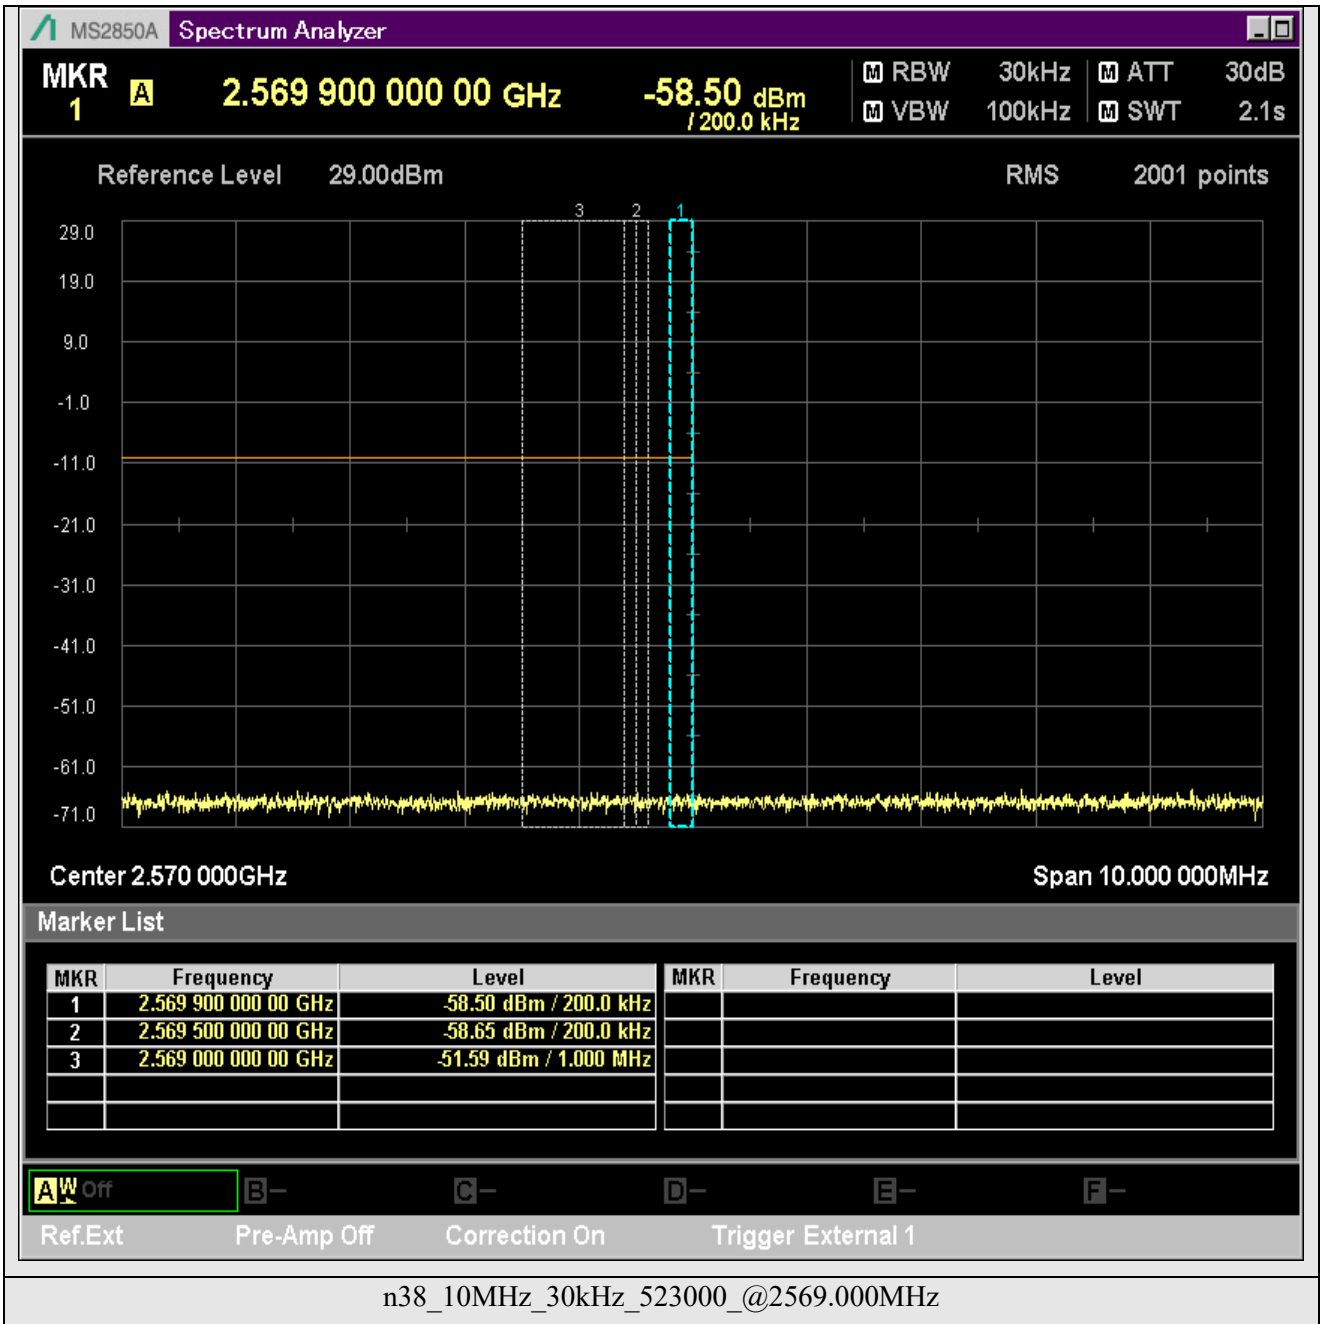 MS2850A Spectrum Analyzer
MKR 1 A 2.569 900 000 00 GHz -58.50 dBm / 200.0 kHz
M RBW 30kHz M ATT 30dB
M VBW 100kHz M SWT 2.1s
Reference Level 29.00dBm RMS 2001 points
3 2 1
29.0
19.0
9.0
-1.0
-11.0
-21.0
-31.0
-41.0
-51.0
-61.0
-71.0
Center 2.570 000GHz Span 10.000 000MHz
Marker List
MKR Frequency Level MKR Frequency Level
1 2.569 900 000 00 GHz -58.50 dBm / 200.0 kHz
2 2.569 500 000 00 GHz -58.65 dBm / 200.0 kHz
3 2.569 000 000 00 GHz -51.59 dBm / 1.000 MHz
A W Off B - C - D - E - F -
Ref.Ext Pre-Amp Off Correction On Trigger External 1
n38_10MHz_30kHz_523000_@2569.000MHz